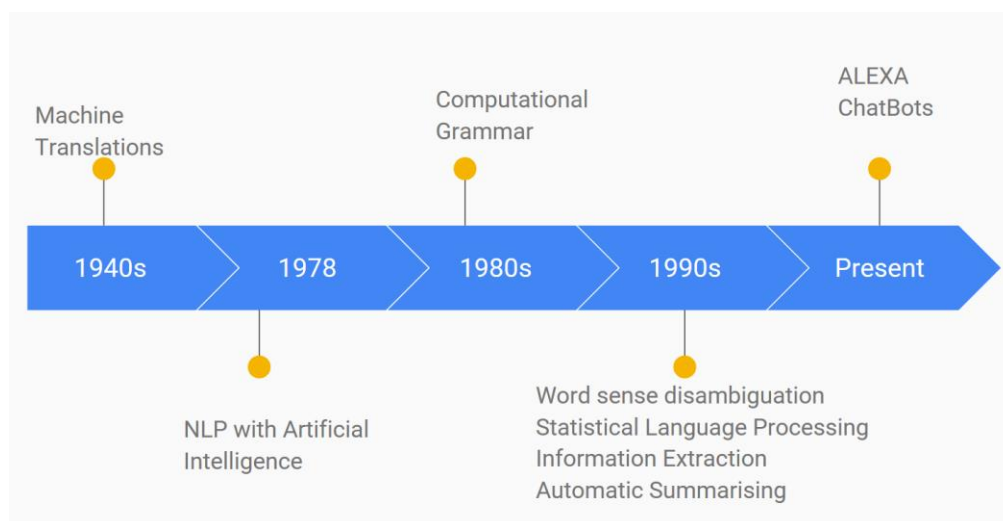 Machine
Translations
Computational
Grammar
ALEXA
ChatBots
1940s
1978
1980s
1990s
Present
NLP with Artificial
Intelligence
Word sense disambiguation
Statistical Language Processing
Information Extraction
Automatic Summarising